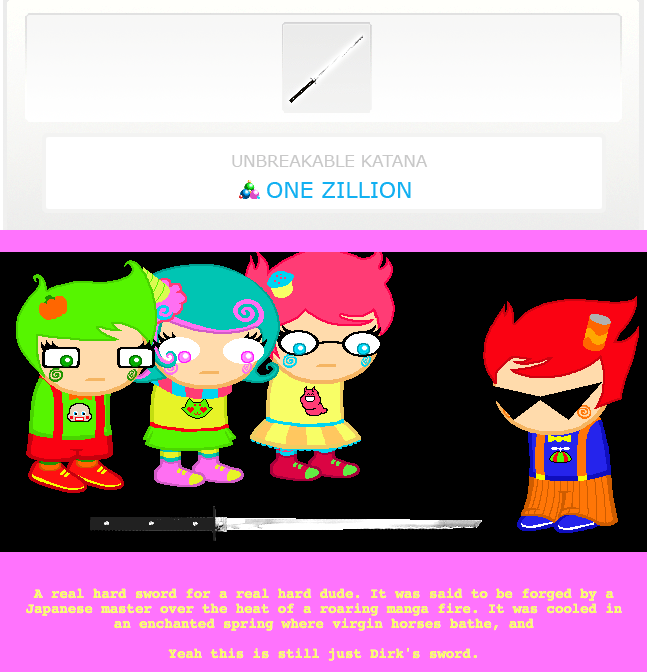 UNBREAKABLE KATANA
ONE ZILLION
A real hard sword for a real hard dude. It was said to be forged by a
Japanese master over the heat of a roaring manga fire. It was cooled in
an enchanted spring where virgin horses bathe, and
Yeah this is still just Dirk's sword.